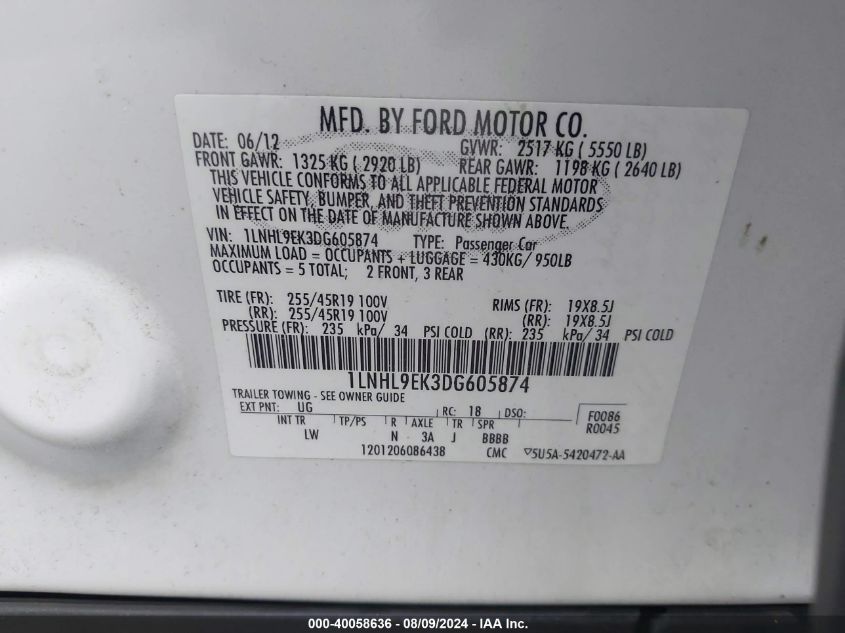 MFD. BY FORD MOTOR CO.
DATE: 06/12 GVWR: 2517 KG ( 5550 LB)
FRONT GAWR: 1325 KG ( 2920 LB) REAR GAWR: 1198 KG ( 2640 LB)
THIS VEHICLE CONFORMS TO ALL APPLICABLE FEDERAL MOTOR
VEHICLE SAFETY, BUMPER, AND THEFT PREVENTION STANDARDS
IN EFFECT ON THE DATE OF MANUFACTURE SHOWN ABOVE.
VIN: 1LNHL9EK3DG605874 TYPE: Passenger Car
MAXIMUM LOAD = OCCUPANTS + LUGGAGE = 430KG/ 950LB
OCCUPANTS = 5 TOTAL; 2 FRONT, 3 REAR
TIRE (FR): 255/45R19 100V RIMS (FR): 19X8.5J
(RR): 255/45R19 100V (RR): 19X8.5J
PRESSURE (FR): 235 kPa/ 34 PSI COLD (RR): 235 kPa/ 34 PSI COLD
1LNHL9EK3DG605874
TRAILER TOWING - SEE OWNER GUIDE
EXT PNT: UG RC: 18 DSO: F0086
INT TR TP/PS R AXLE TR SPR R0045
LW N 3A J BBBB
1201206086438 CMC ▽5U5A-5420472-AA
000-40058636 - 08/09/2024 - IAA Inc.